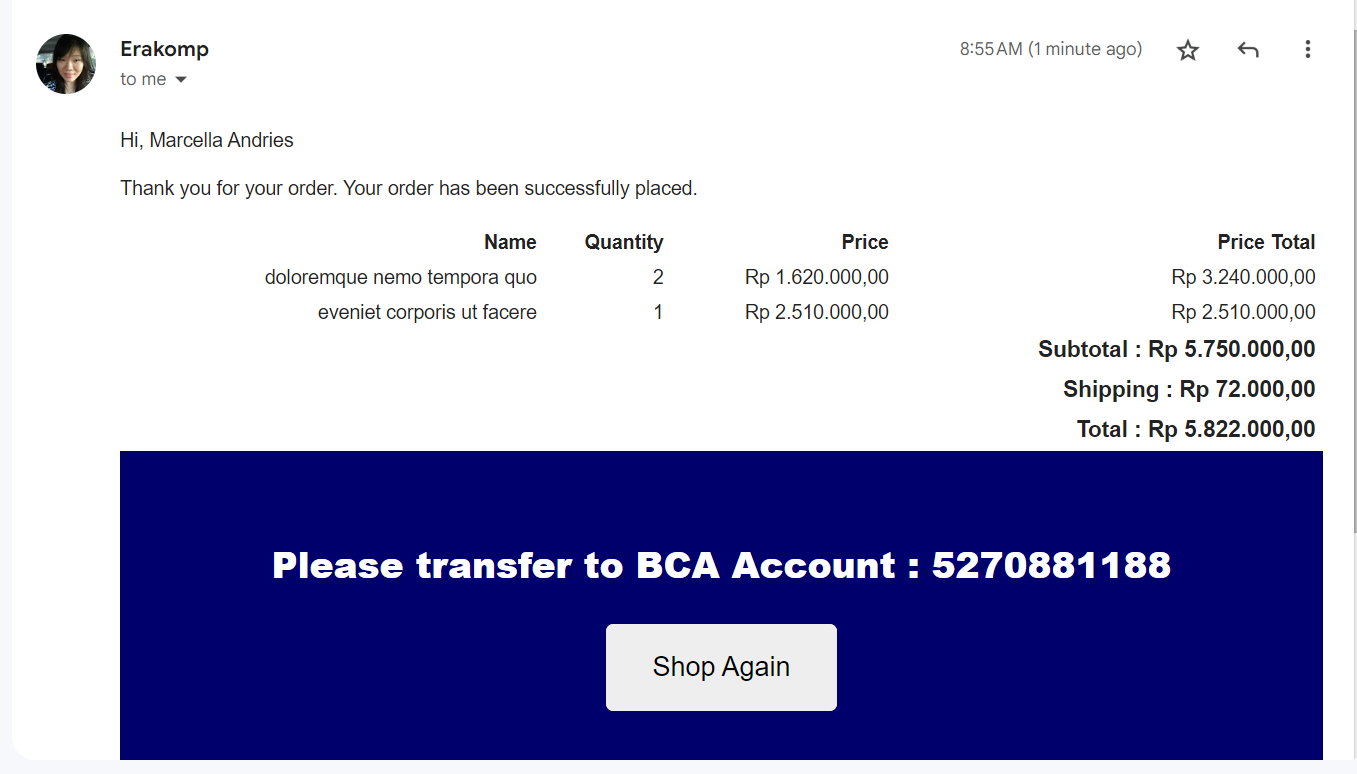 Erakomp 8:55 AM (1 minute ago)
to me
Hi, Marcella Andries
Thank you for your order. Your order has been successfully placed.
Name Quantity Price Price Total
doloremque nemo tempora quo 2 Rp 1.620.000,00 Rp 3.240.000,00
eveniet corporis ut facere 1 Rp 2.510.000,00 Rp 2.510.000,00
Subtotal : Rp 5.750.000,00
Shipping : Rp 72.000,00
Total : Rp 5.822.000,00
Please transfer to BCA Account : 5270881188
Shop Again